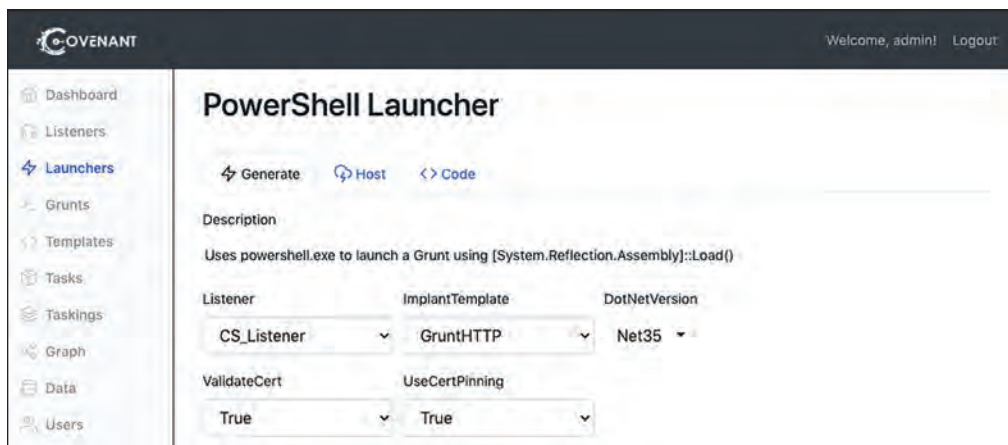 COVENANT
Welcome, admin! Logout
Dashboard
Listeners
Launchers
Grunts
Templates
Tasks
Taskings
Graph
Data
Users
PowerShell Launcher
Generate Host <> Code
Description
Uses powershell.exe to launch a Grunt using [System.Reflection.Assembly]::Load()
Listener ImplantTemplate DotNetVersion
CS_Listener GruntHTTP Net35
ValidateCert UseCertPinning
True True